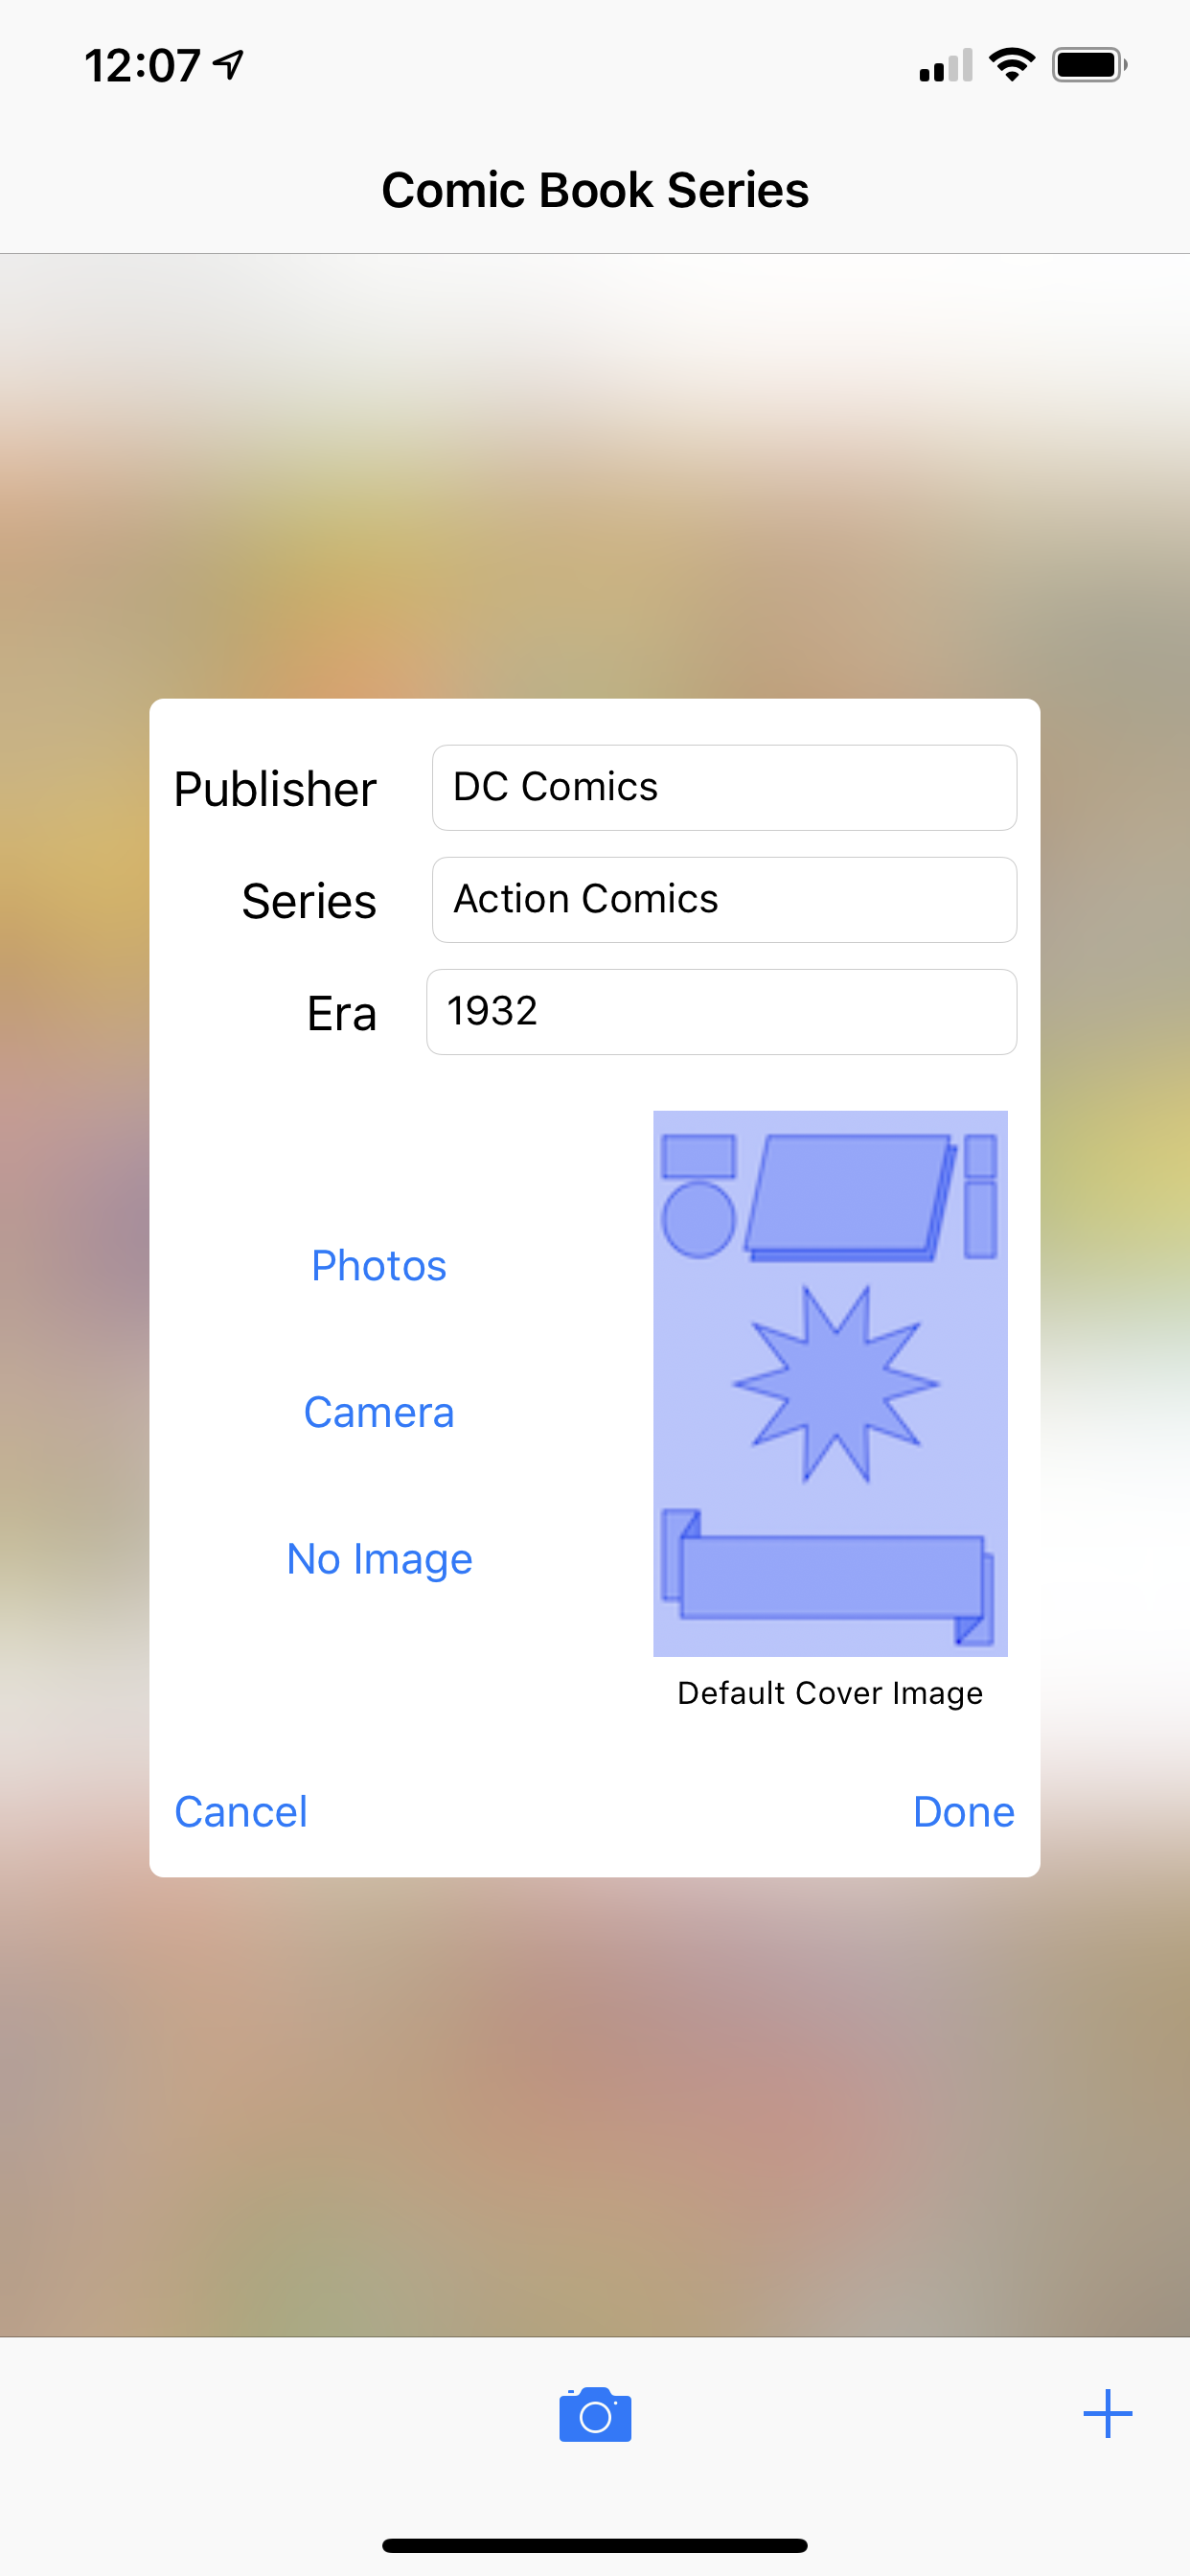 12:07
Comic Book Series
Publisher DC Comics
Series Action Comics
Era 1932
Photos
Camera
No Image
Default Cover Image
Cancel Done